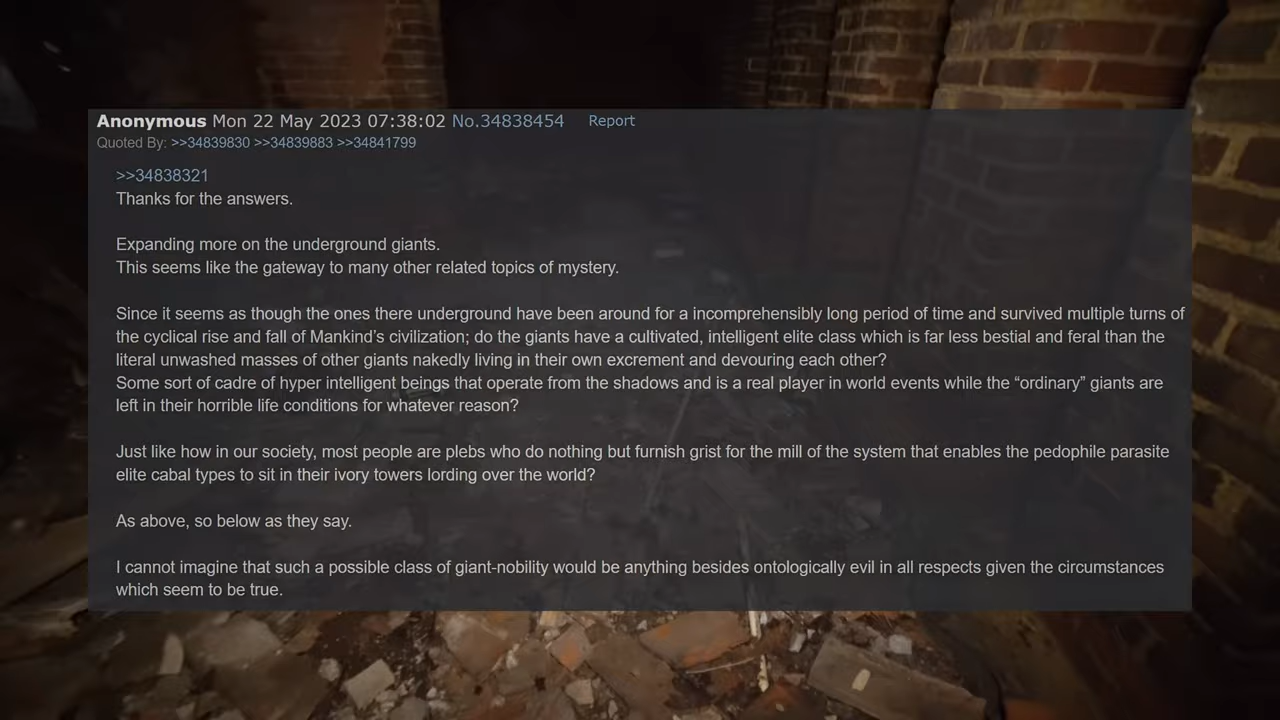 Anonymous Mon 22 May 2023 07:38:02 No.34838454 Report
Quoted By: >>34839830 >>34839883 >>34841799
>>34838321
Thanks for the answers.
Expanding more on the underground giants.
This seems like the gateway to many other related topics of mystery.
Since it seems as though the ones there underground have been around for a incomprehensibly long period of time and survived multiple turns of
the cyclical rise and fall of Mankind's civilization; do the giants have a cultivated, intelligent elite class which is far less bestial and feral than the
literal unwashed masses of other giants nakedly living in their own excrement and devouring each other?
Some sort of cadre of hyper intelligent beings that operate from the shadows and is a real player in world events while the “ordinary” giants are
left in their horrible life conditions for whatever reason?
Just like how in our society, most people are plebs who do nothing but furnish grist for the mill of the system that enables the pedophile parasite
elite cabal types to sit in their ivory towers lording over the world?
As above, so below as they say.
I cannot imagine that such a possible class of giant-nobility would be anything besides ontologically evil in all respects given the circumstances
which seem to be true.